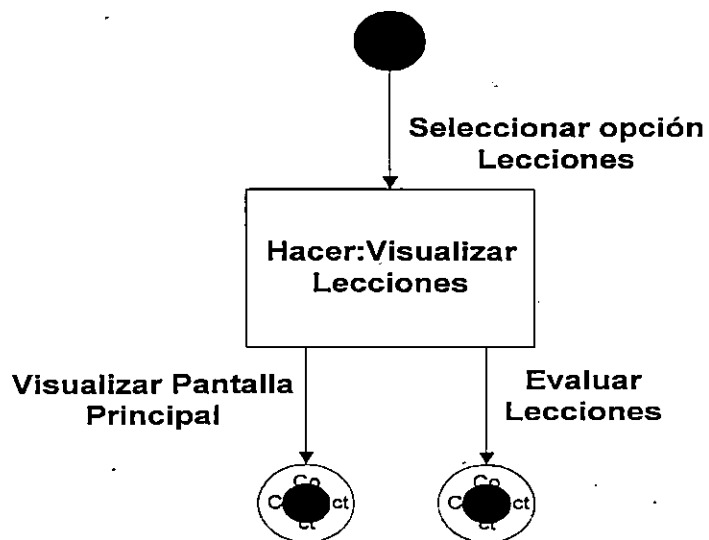 Seleccionar opción
Lecciones
Hacer:Visualizar
Lecciones
Visualizar Pantalla
Principal
Evaluar
Lecciones